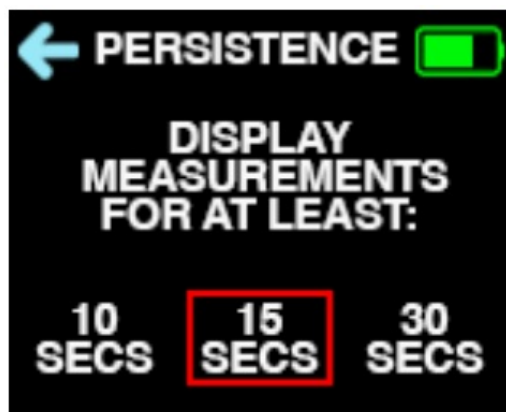 PERSISTENCE
DISPLAY
MEASUREMENTS
FOR AT LEAST:
10 15 30
SECS SECS SECS